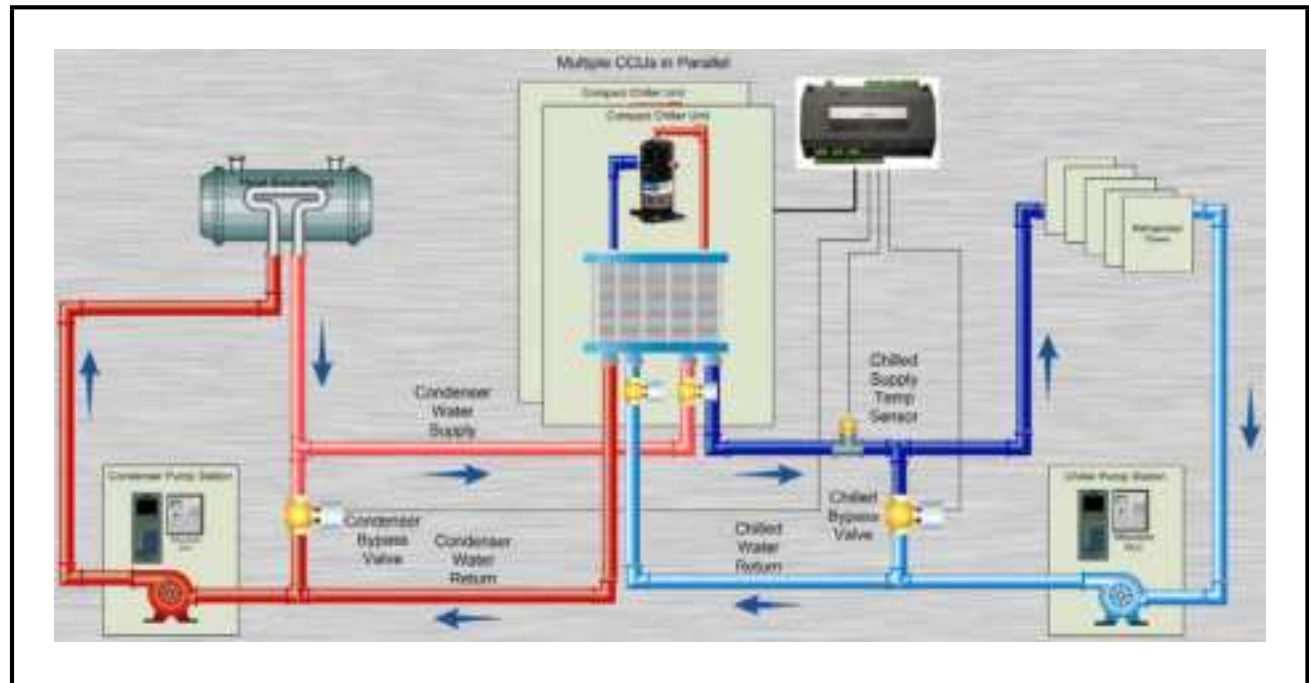 Multiple CCUs in Parallel
Compact Chiller Unit
Compact Chiller Unit
Heat Exchanger
Condenser
Water
Supply
Chilled
Supply
Temp
Sensor
Condenser Pump Station
Condenser
Bypass
Valve
Condenser
Water
Return
Chilled
Water
Return
Chilled
Bypass
Valve
Chiller Pump Station